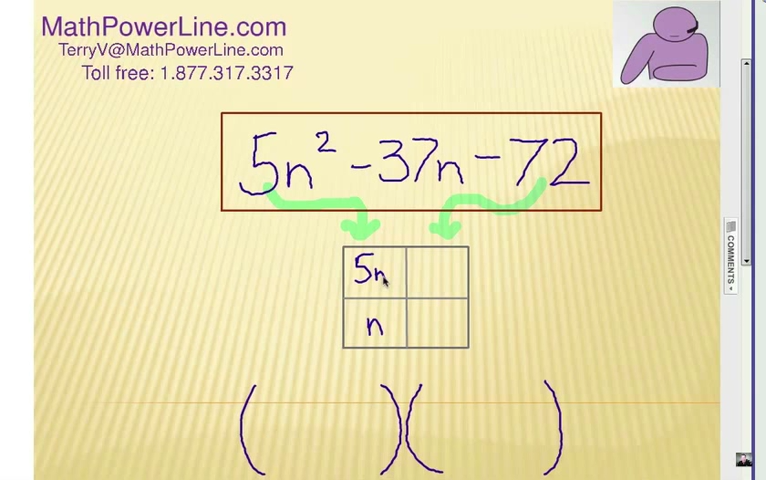 MathPowerLine.com
TerryV@MathPowerLine.com
Toll free: 1.877.317.3317
5n² -37n -72
5n
n
( )( )
COMMENTS